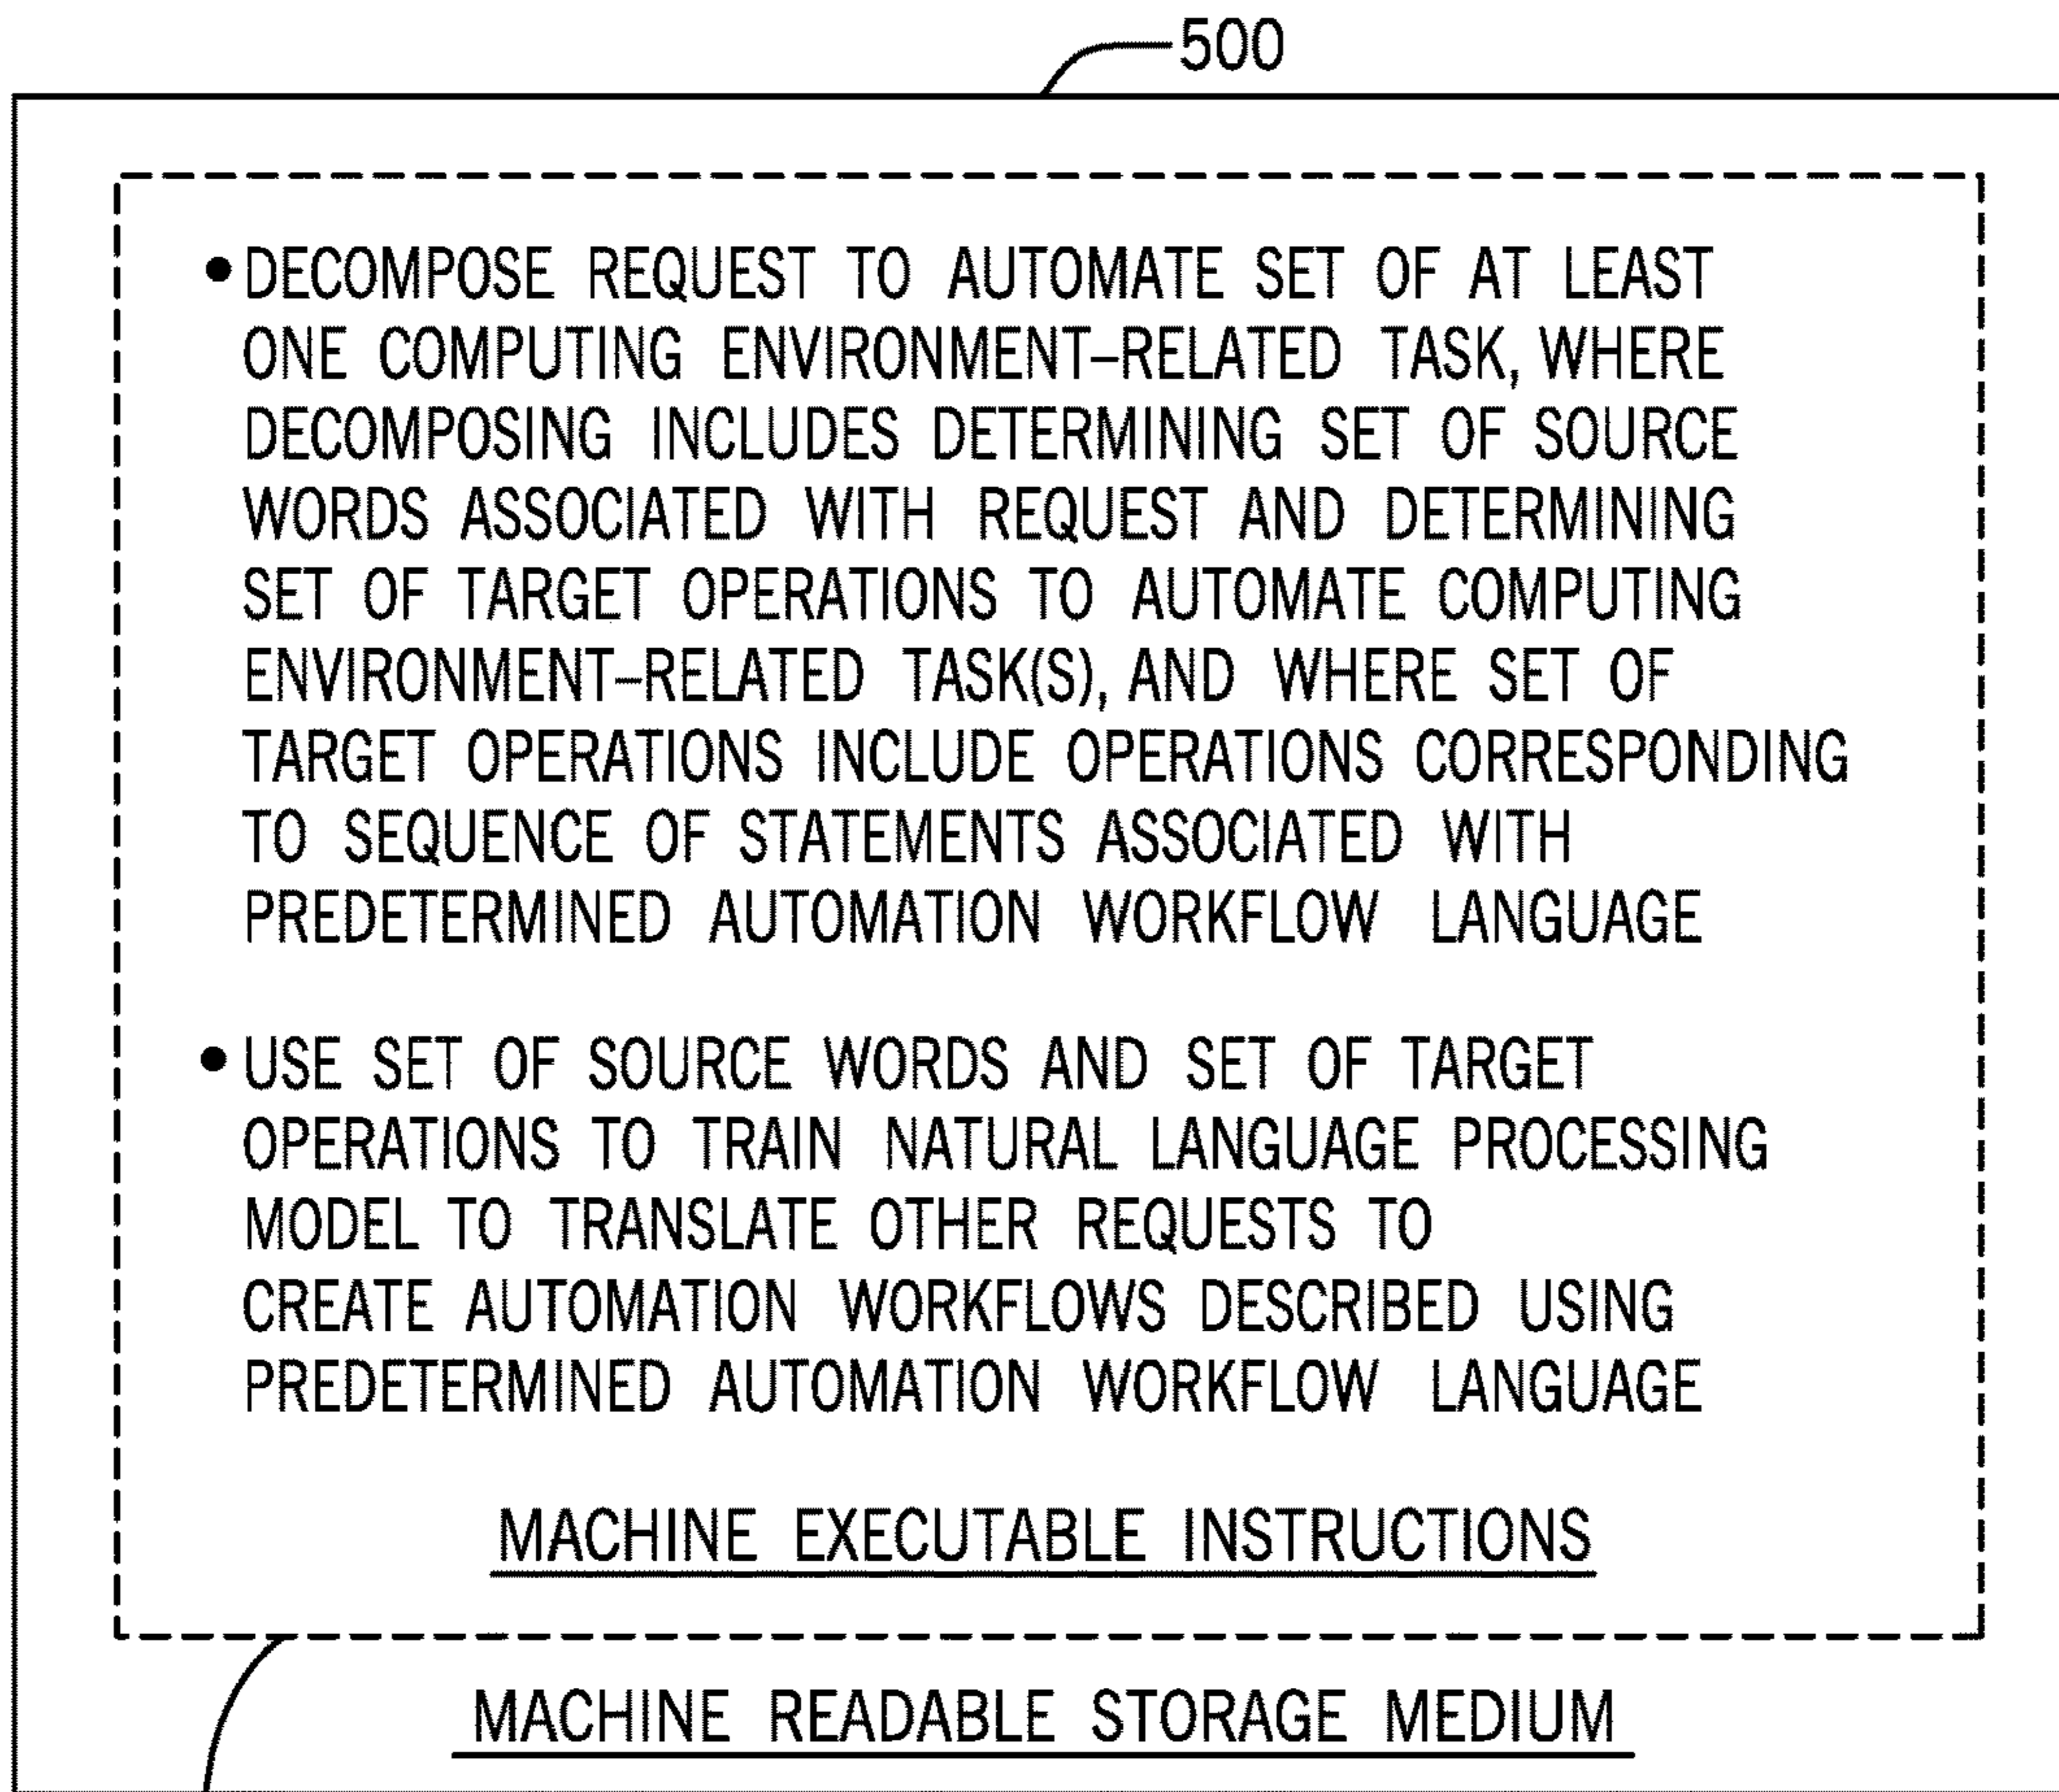 500
• DECOMPOSE REQUEST TO AUTOMATE SET OF AT LEAST
ONE COMPUTING ENVIRONMENT–RELATED TASK, WHERE
DECOMPOSING INCLUDES DETERMINING SET OF SOURCE
WORDS ASSOCIATED WITH REQUEST AND DETERMINING
SET OF TARGET OPERATIONS TO AUTOMATE COMPUTING
ENVIRONMENT–RELATED TASK(S), AND WHERE SET OF
TARGET OPERATIONS INCLUDE OPERATIONS CORRESPONDING
TO SEQUENCE OF STATEMENTS ASSOCIATED WITH
PREDETERMINED AUTOMATION WORKFLOW LANGUAGE
• USE SET OF SOURCE WORDS AND SET OF TARGET
OPERATIONS TO TRAIN NATURAL LANGUAGE PROCESSING
MODEL TO TRANSLATE OTHER REQUESTS TO
CREATE AUTOMATION WORKFLOWS DESCRIBED USING
PREDETERMINED AUTOMATION WORKFLOW LANGUAGE
MACHINE EXECUTABLE INSTRUCTIONS
MACHINE READABLE STORAGE MEDIUM